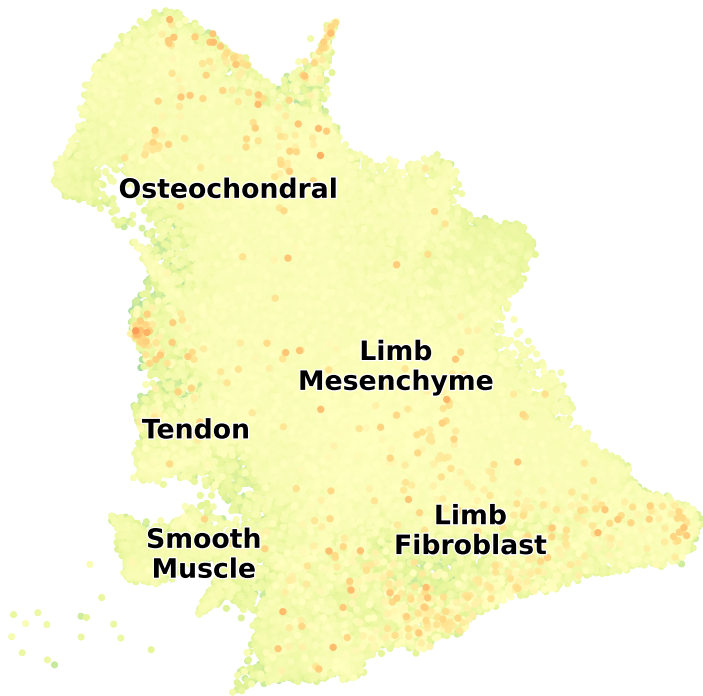 Osteochondral
Limb
Mesenchyme
Tendon
Limb
Fibroblast
Smooth
Muscle